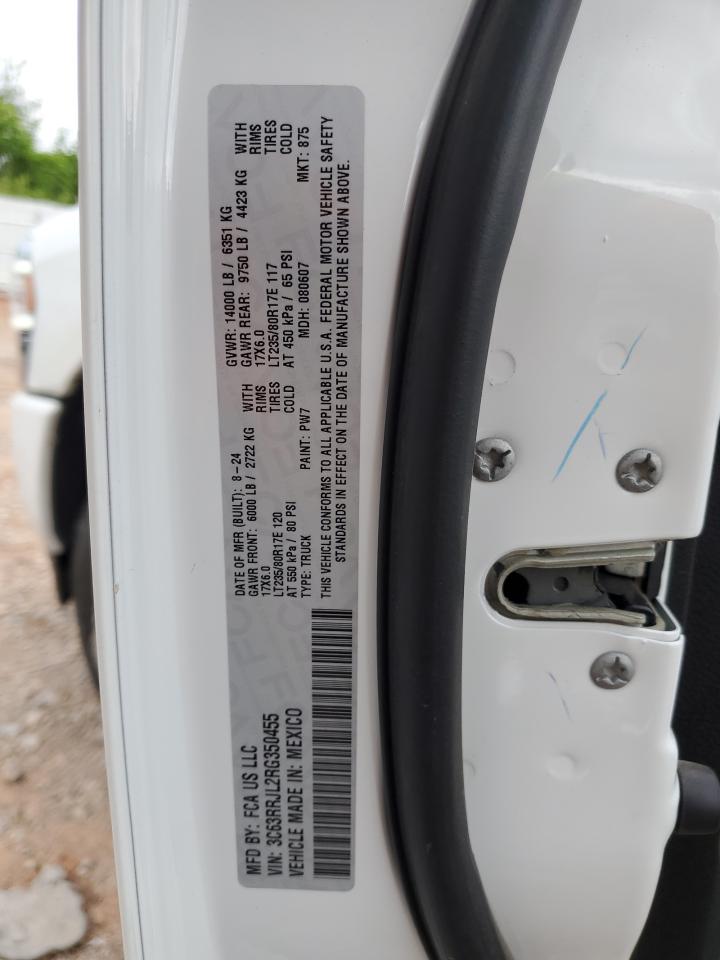 MFD BY: FCA US LLC
VIN: 3C63RRJL2RG350455
VEHICLE MADE IN: MEXICO
DATE OF MFR (BUILT): 8-24 GVWR: 14000 LB / 6351 KG
GAWR FRONT: 6000 LB / 2722 KG WITH GAWR REAR: 9750 LB / 4423 KG WITH
17X6.0 RIMS 17X6.0 RIMS
LT235/80R17E 120 TIRES LT235/80R17E 117 TIRES
AT 550 kPa / 80 PSI COLD AT 450 kPa / 65 PSI COLD
TYPE: TRUCK PAINT: PW7 MDH: 080607 MKT: 875
THIS VEHICLE CONFORMS TO ALL APPLICABLE U.S.A. FEDERAL MOTOR VEHICLE SAFETY
STANDARDS IN EFFECT ON THE DATE OF MANUFACTURE SHOWN ABOVE.